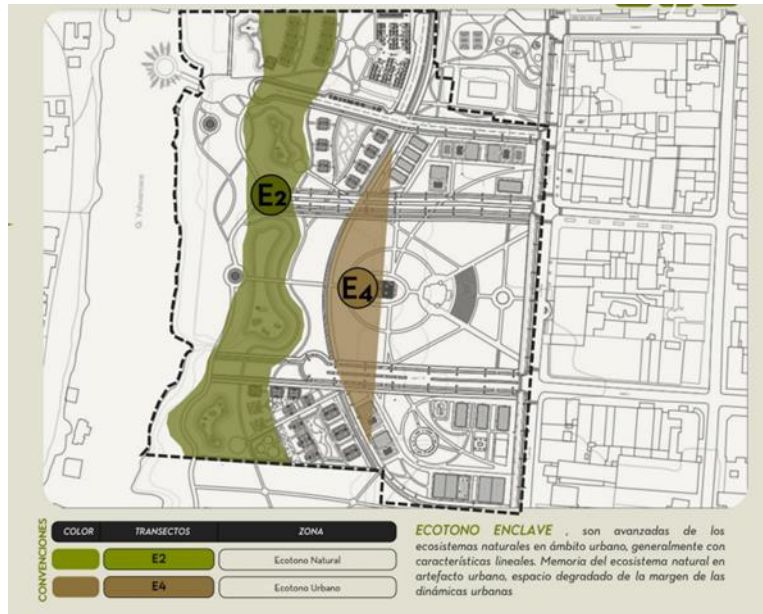 E2
Q. Yahuarcaca
E4
CONVENCIONES
COLOR TRANSECTOS ZONA
E2 Ecotono Natural
E4 Ecotono Urbano
ECOTONO ENCLAVE , son avanzadas de los
ecosistemas naturales en ámbito urbano, generalmente con
características lineales. Memoria del ecosistema natural en
artefacto urbano, espacio degradado de la margen de las
dinámicas urbanas